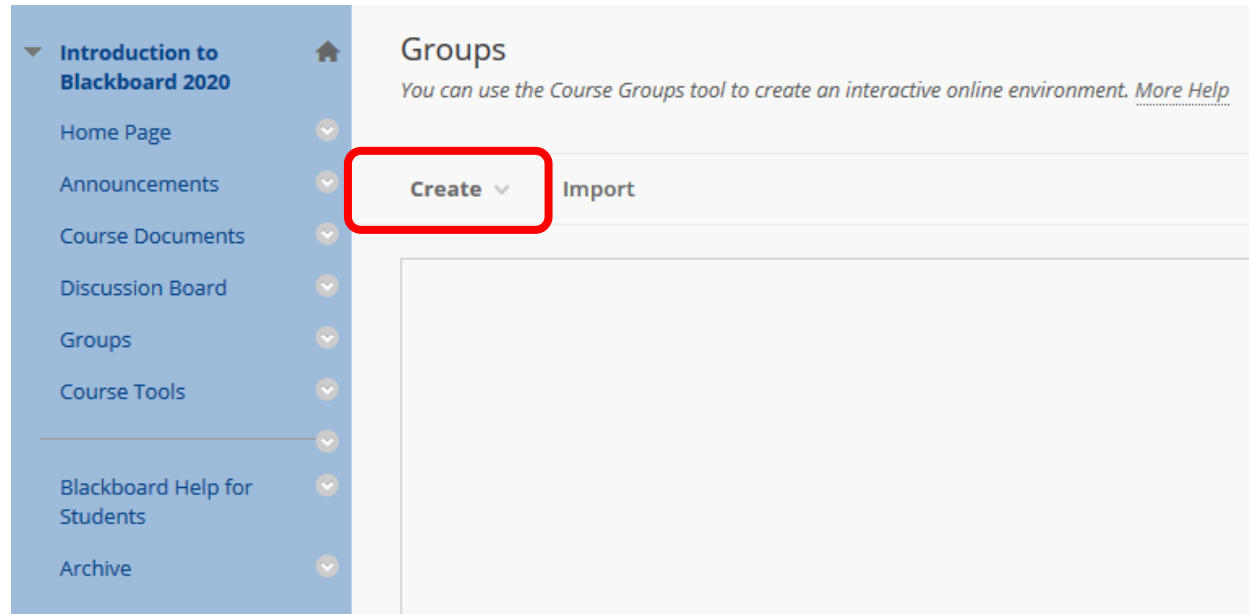 Introduction to
Blackboard 2020
Home Page
Announcements
Course Documents
Discussion Board
Groups
Course Tools
Blackboard Help for
Students
Archive
Groups
You can use the Course Groups tool to create an interactive online environment. More Help
Create Import